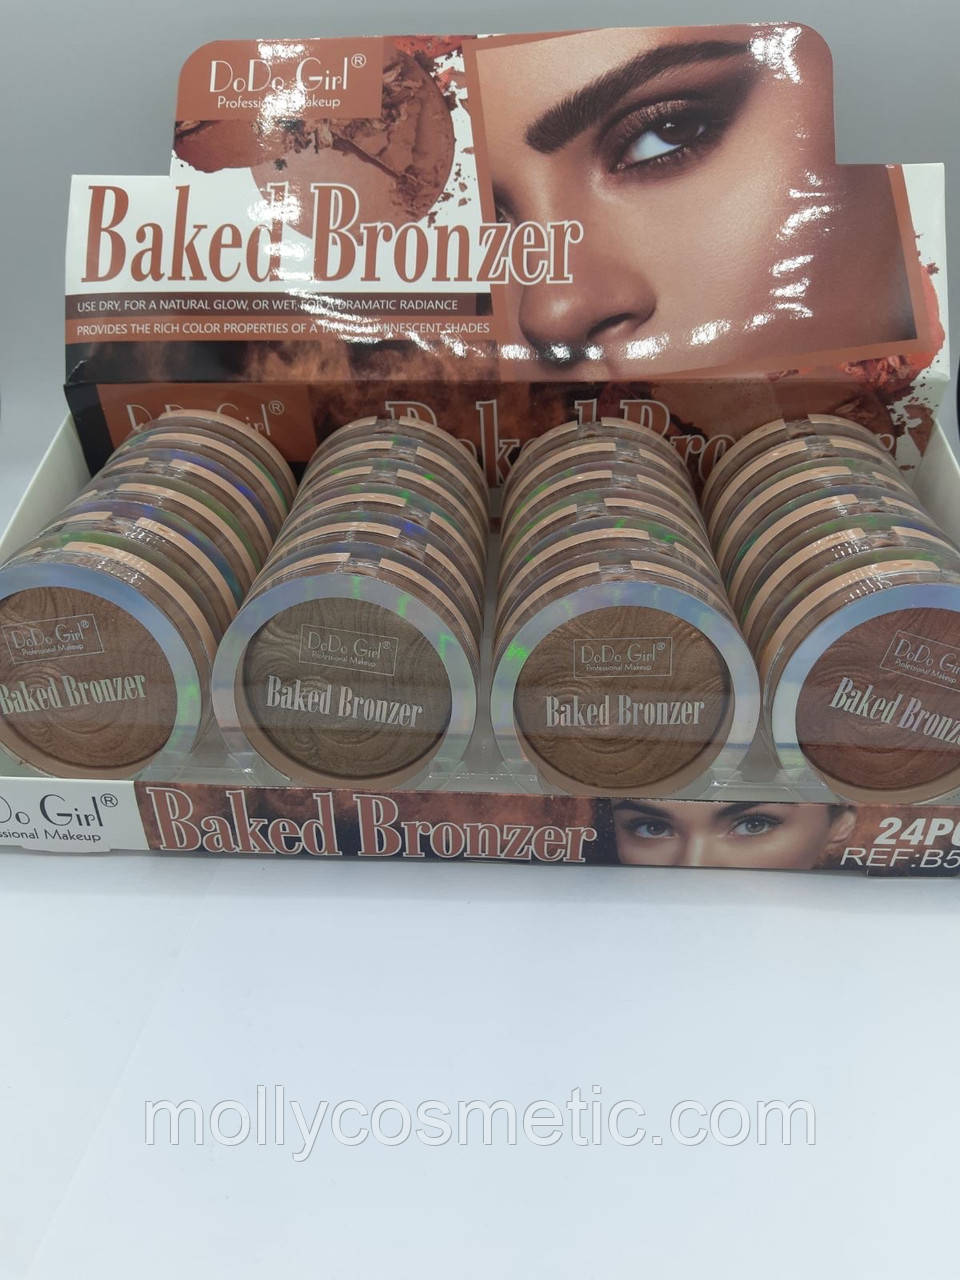 DoDo Girl®
Professional Makeup
Baked Bronzer
USE DRY, FOR A NATURAL GLOW, OR WET, FOR A DRAMATIC RADIANCE
PROVIDES THE RICH COLOR PROPERTIES OF A TAN LUMINESCENT SHADES
DoDo Girl®
Baked Bronzer
DoDo Girl
Professional Makeup
Baked Bronzer
DoDo Girl
Professional Makeup
Baked Bronzer
DoDo Girl
Professional Makeup
Baked Bronzer
DoDo Girl
Professional Makeup
Baked Bronze
Do Girl®
essional Makeup
Baked Bronzer
24P
REF:B5
mollycosmetic.com